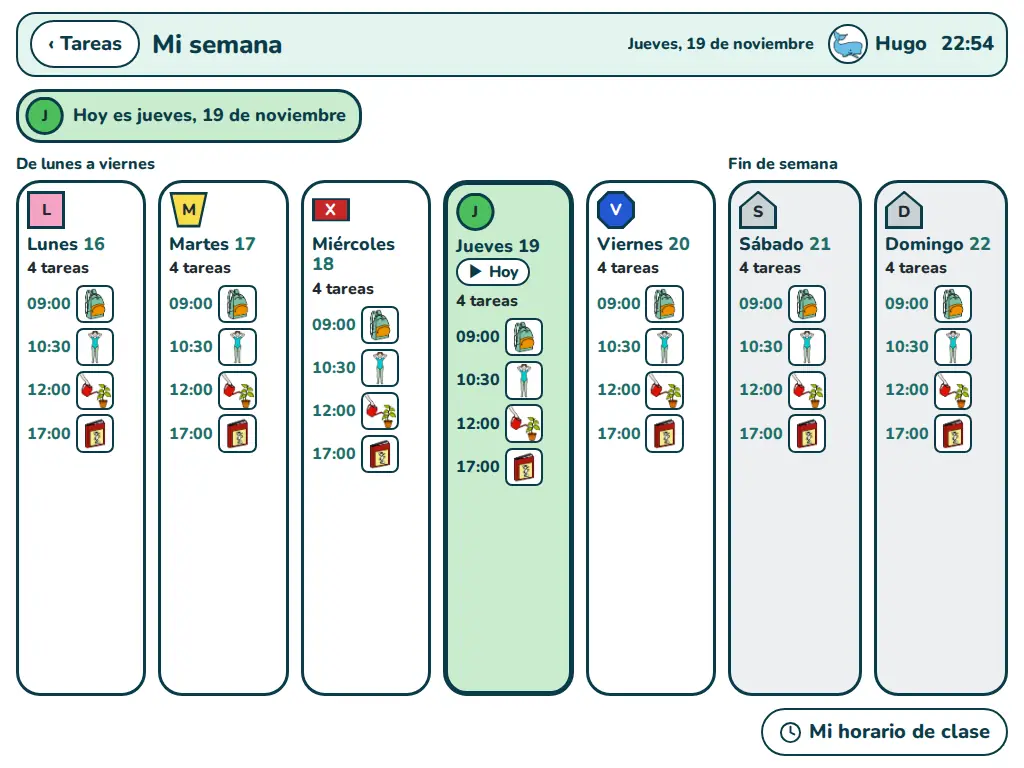 ‹ Tareas
Mi semana
Jueves, 19 de noviembre
Hugo
22:54
J
Hoy es jueves, 19 de noviembre
De lunes a viernes
Fin de semana
L
Lunes 16
4 tareas
09:00
10:30
12:00
17:00
M
Martes 17
4 tareas
09:00
10:30
12:00
17:00
X
Miércoles
18
4 tareas
09:00
10:30
12:00
17:00
J
Jueves 19
Hoy
4 tareas
09:00
10:30
12:00
17:00
V
Viernes 20
4 tareas
09:00
10:30
12:00
17:00
S
Sábado 21
4 tareas
09:00
10:30
12:00
17:00
D
Domingo 22
4 tareas
09:00
10:30
12:00
17:00
Mi horario de clase